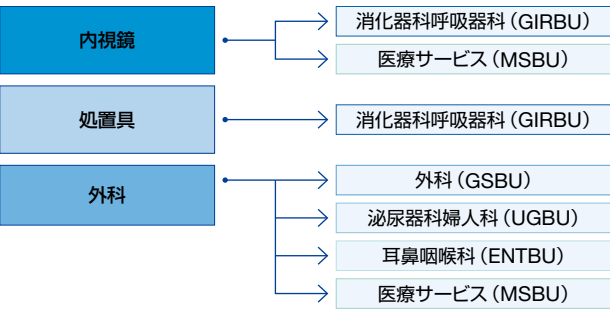 内視鏡
消化器科呼吸器科(GIRBU)
医療サービス(MSBU)
処置具
消化器科呼吸器科(GIRBU)
外科
外科(GSBU)
泌尿器科婦人科(UGBU)
耳鼻咽喉科(ENTBU)
医療サービス(MSBU)